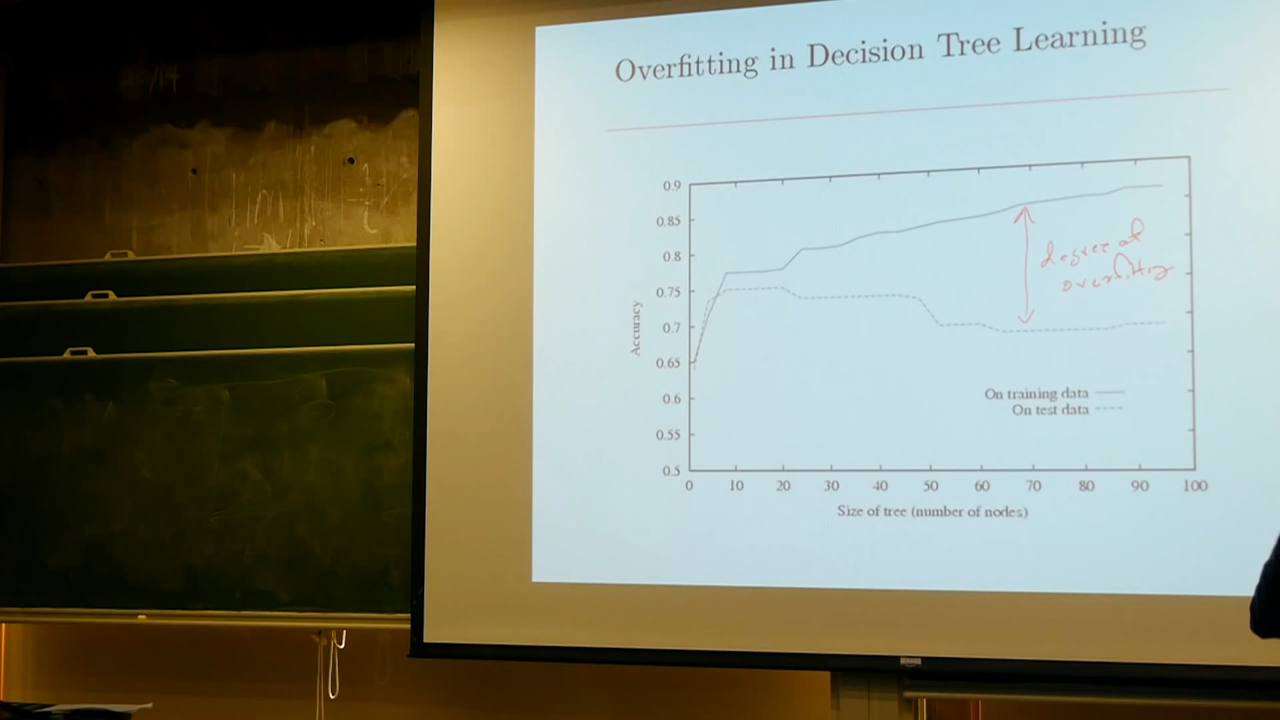 Overfitting in Decision Tree Learning
0.9
0.85
0.8
0.75
0.7
0.65
0.6
0.55
0.5
Accuracy
degree of
overfitting
On training data
On test data
0 10 20 30 40 50 60 70 80 90 100
Size of tree (number of nodes)